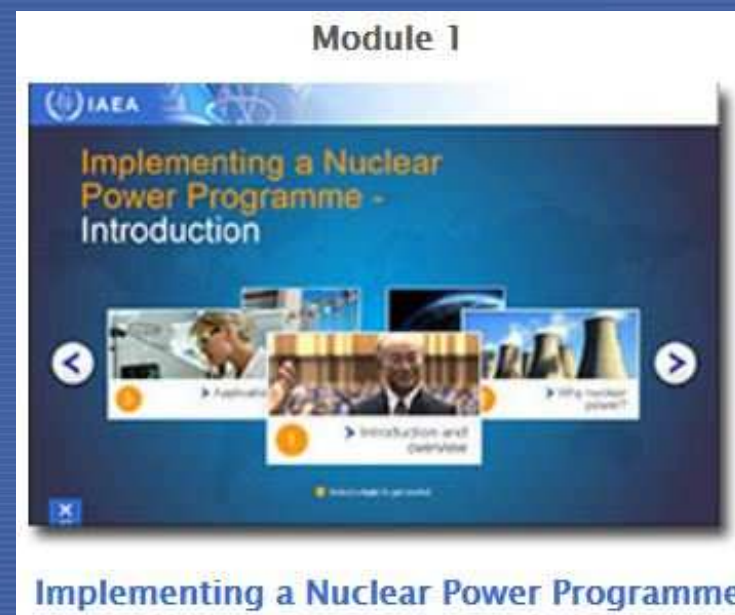 Module 1
IAEA
Implementing a Nuclear
Power Programme -
Introduction
Introduction and
overview
Why nuclear
power?
Implementing a Nuclear Power Programme